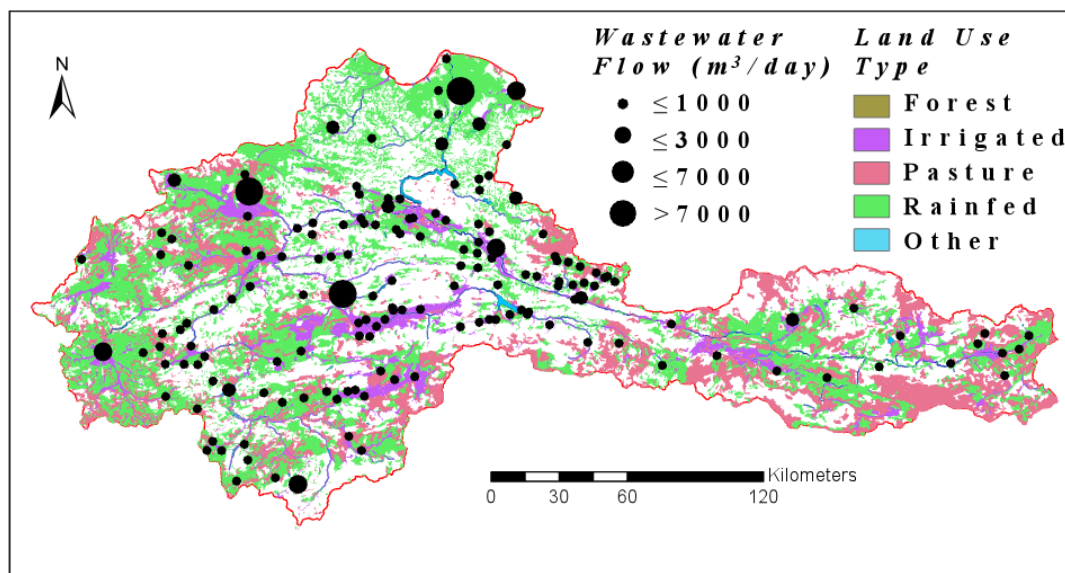 N
Wastewater
Flow (m³/day)
≤1000
≤3000
≤7000
>7000
Land Use
Type
Forest
Irrigated
Pasture
Rainfed
Other
Kilometers
0 30 60 120